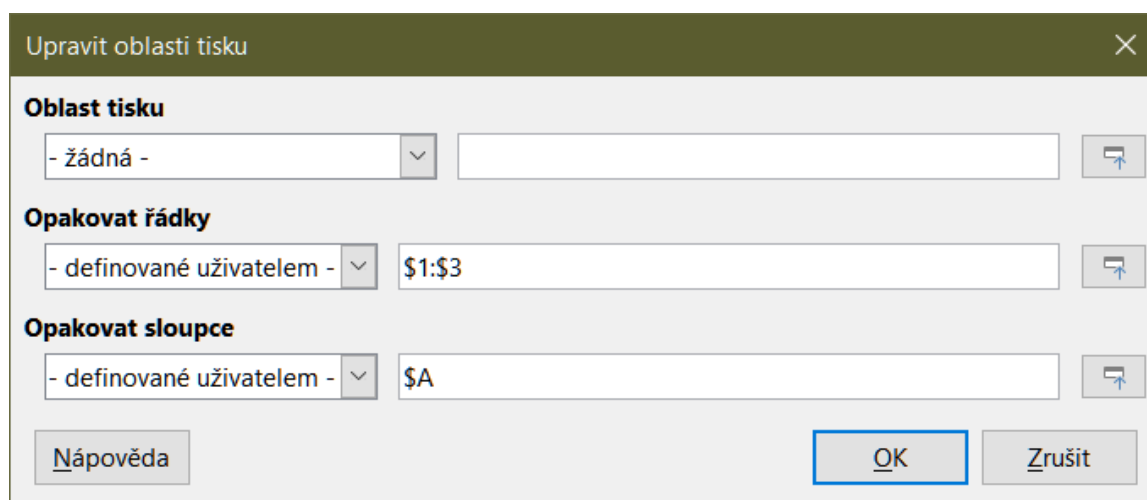 Upravit oblasti tisku
Oblast tisku
- žádná -
Opakovat řádky
- definované uživatelem -
$1:$3
Opakovat sloupce
- definované uživatelem -
$A
Nápověda
OK
Zrušit